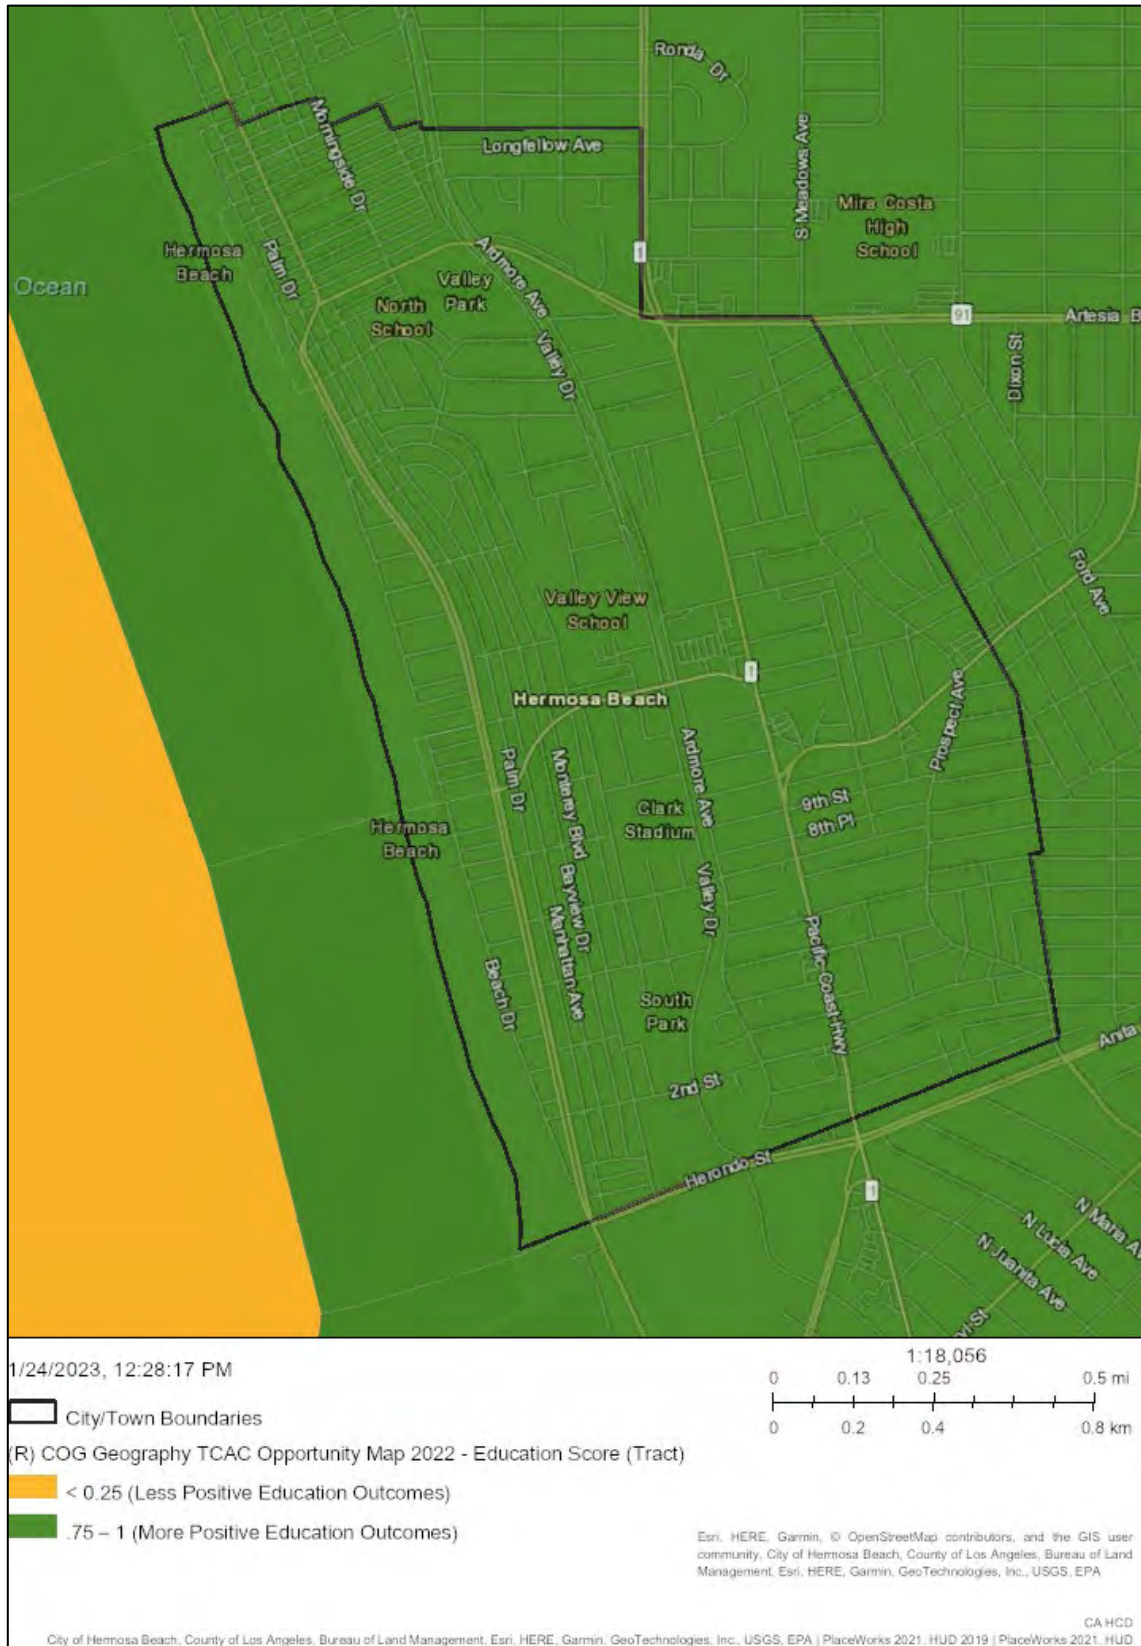 Ronda Dr
Longfellow Ave
Morningside Dr
S Meadows Ave
Mira Costa
High
School
Hermosa
Beach
Palm Dr
Ardmore Ave
1
Ocean
Valley
Park
North
School
Valley Dr
91
Artesia B
Dixon St
Ford Ave
Valley View
School
1
Hermosa Beach
Prospect Ave
Palm Dr
Monterey Blvd
Ardmore Ave
Clark
Stadium
9th St
8th Pl
Hermosa
Beach
Bayview Dr
Manhattan Ave
Valley Dr
Pacific Coast Hwy
Beach Dr
South
Park
2nd St
Anita
Herondo St
1
N Maria Av
N Lucia Ave
N Juanita Ave
vi St
1/24/2023, 12:28:17 PM
1:18,056
0 0.13 0.25 0.5 mi
0 0.2 0.4 0.8 km
City/Town Boundaries
(R) COG Geography TCAC Opportunity Map 2022 - Education Score (Tract)
< 0.25 (Less Positive Education Outcomes)
.75 – 1 (More Positive Education Outcomes)
Esri, HERE, Garmin, © OpenStreetMap contributors, and the GIS user
community, City of Hermosa Beach, County of Los Angeles, Bureau of Land
Management, Esri, HERE, Garmin, GeoTechnologies, Inc., USGS, EPA
CA HCD
City of Hermosa Beach, County of Los Angeles, Bureau of Land Management, Esri, HERE, Garmin, GeoTechnologies, Inc., USGS, EPA | PlaceWorks 2021, HUD 2019 | PlaceWorks 2021, HUD